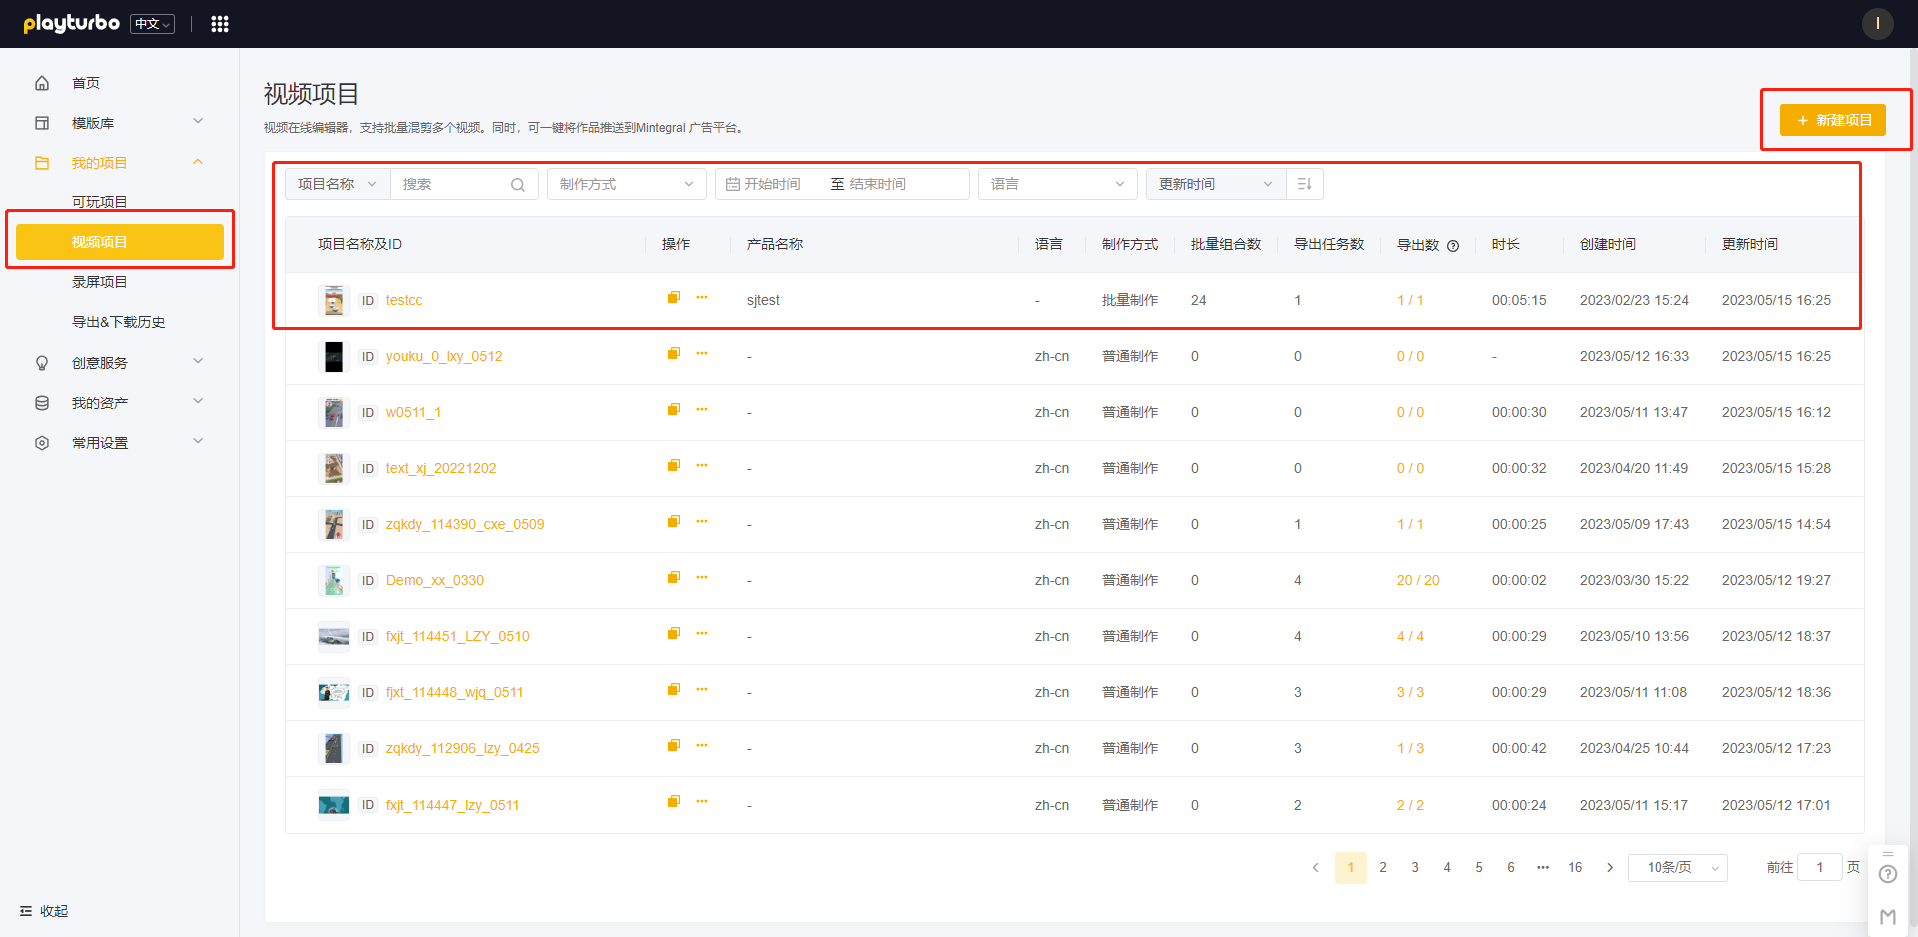 playturbo 中文 I
首页
模版库
我的项目
可玩项目
视频项目
录屏项目
导出&下载历史
创意服务
我的资产
常用设置
收起
视频项目
视频在线编辑器，支持批量混剪多个视频。同时，可一键将作品推送到Mintegral 广告平台。
+ 新建项目
项目名称 搜索 制作方式 开始时间 至 结束时间 语言 更新时间
项目名称及ID 操作 产品名称 语言 制作方式 批量组合数 导出任务数 导出数 时长 创建时间 更新时间
ID testcc sjtest - 批量制作 24 1 1 / 1 00:05:15 2023/02/23 15:24 2023/05/15 16:25
ID youku_0_lxy_0512 - zh-cn 普通制作 0 0 0 / 0 - 2023/05/12 16:33 2023/05/15 16:25
ID w0511_1 - zh-cn 普通制作 0 0 0 / 0 00:00:30 2023/05/11 13:47 2023/05/15 16:12
ID text_xj_20221202 - zh-cn 普通制作 0 0 0 / 0 00:00:32 2023/04/20 11:49 2023/05/15 15:28
ID zqkdy_114390_cxe_0509 - zh-cn 普通制作 0 1 1 / 1 00:00:25 2023/05/09 17:43 2023/05/15 14:54
ID Demo_xx_0330 - zh-cn 普通制作 0 4 20 / 20 00:00:02 2023/03/30 15:22 2023/05/12 19:27
ID fxjt_114451_LZY_0510 - zh-cn 普通制作 0 4 4 / 4 00:00:29 2023/05/10 13:56 2023/05/12 18:37
ID fjxt_114448_wjq_0511 - zh-cn 普通制作 0 3 3 / 3 00:00:29 2023/05/11 11:08 2023/05/12 18:36
ID zqkdy_112906_lzy_0425 - zh-cn 普通制作 0 3 1 / 3 00:00:42 2023/04/25 10:44 2023/05/12 17:23
ID fxjt_114447_lzy_0511 - zh-cn 普通制作 0 2 2 / 2 00:00:24 2023/05/11 15:17 2023/05/12 17:01
1 2 3 4 5 6 ••• 16 10条/页 前往 1 页